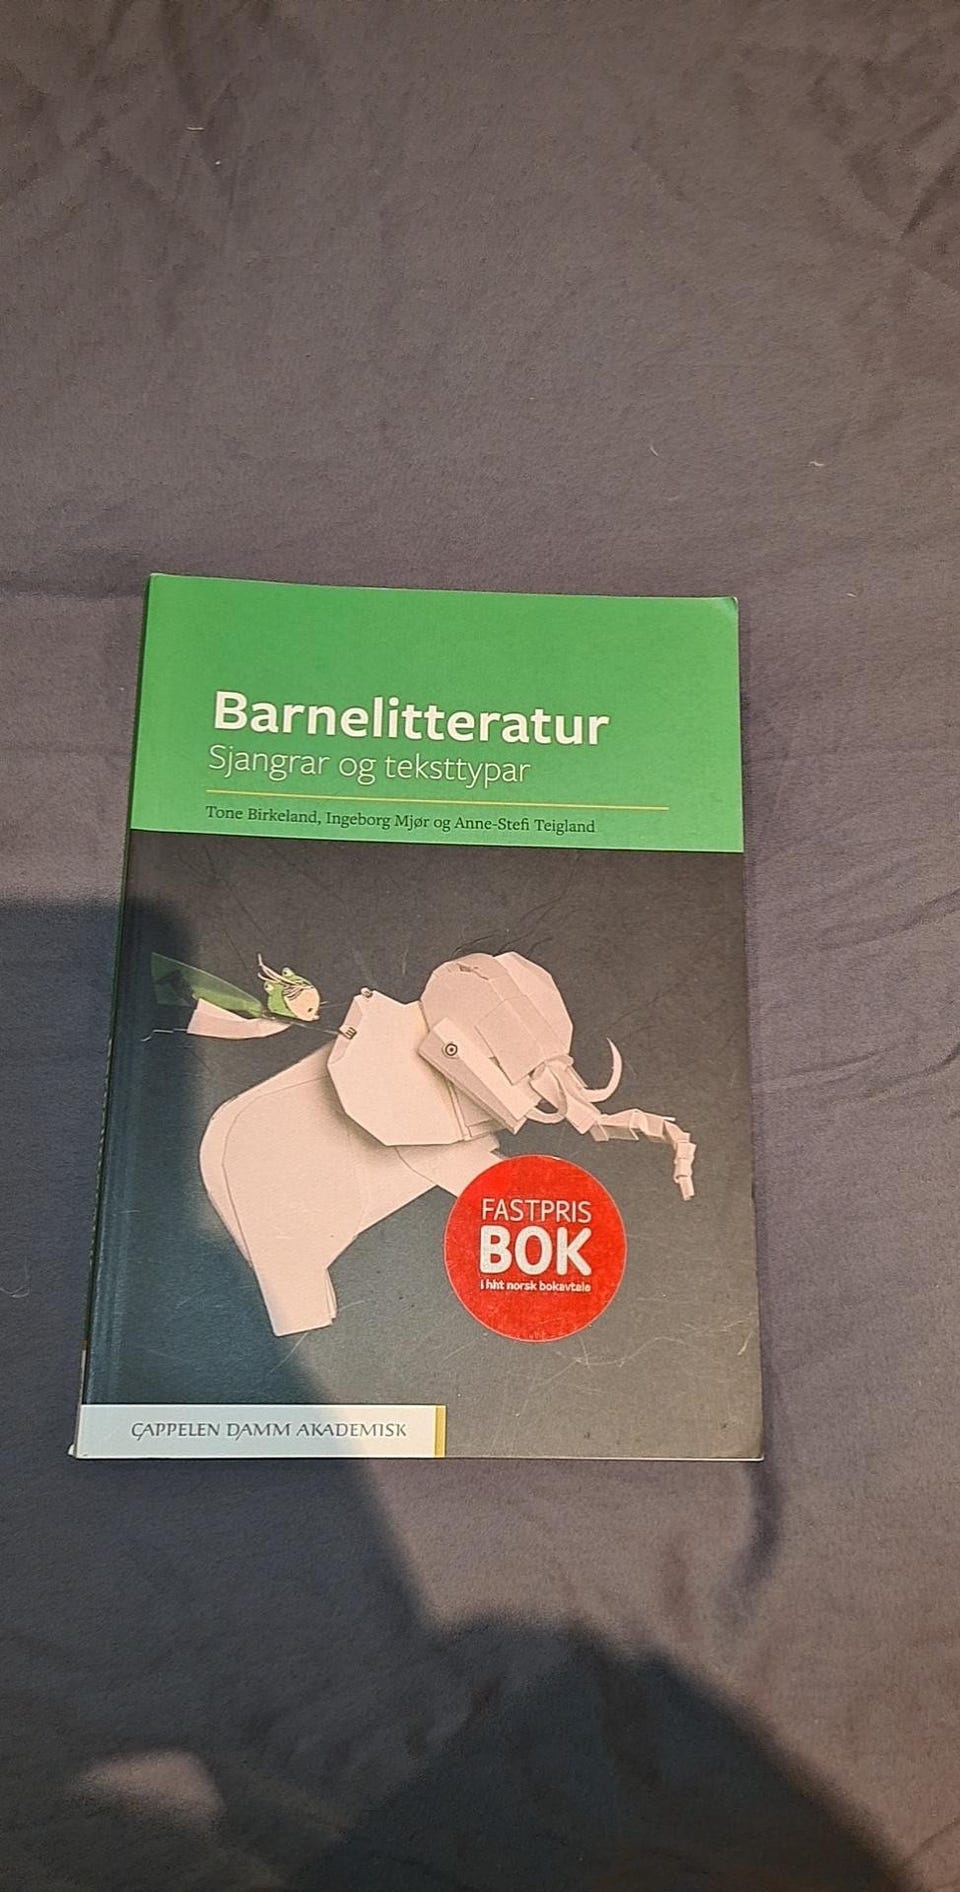 Barnelitteratur
Sjangrar og teksttypar
Tone Birkeland, Ingeborg Mjør og Anne-Stefi Teigland
FASTPRIS
BOK
i hht norsk bokavtale
CAPPELEN DAMM AKADEMISK